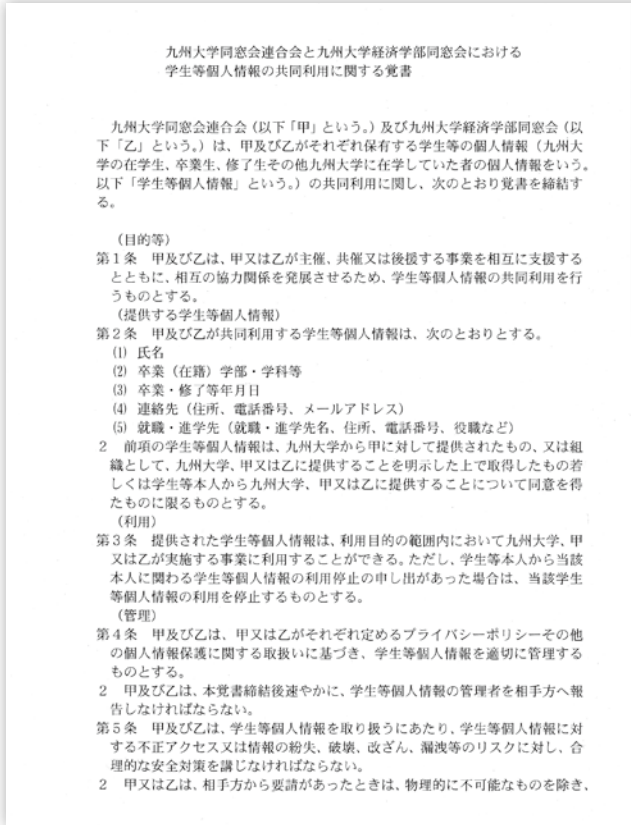 九州大学同窓会連合会と九州大学経済学部同窓会における
学生等個人情報の共同利用に関する覚書
九州大学同窓会連合会（以下「甲」という。）及び九州大学経済学部同窓会（以
下「乙」という。）は、甲及び乙がそれぞれ保有する学生等の個人情報（九州大
学の在学生、卒業生、修了生その他九州大学に在学していた者の個人情報をいう。
以下「学生等個人情報」という。）の共同利用に関し、次のとおり覚書を締結す
る。
（目的等）
第１条　甲及び乙は、甲又は乙が主催、共催又は後援する事業を相互に支援する
とともに、相互の協力関係を発展させるため、学生等個人情報の共同利用を行
うものとする。
（提供する学生等個人情報）
第２条　甲及び乙が共同利用する学生等個人情報は、次のとおりとする。
(1)　氏名
(2)　卒業（在籍）学部・学科等
(3)　卒業・修了等年月日
(4)　連絡先（住所、電話番号、メールアドレス）
(5)　就職・進学先（就職・進学先名、住所、電話番号、役職など）
２　前項の学生等個人情報は、九州大学から甲に対して提供されたもの、又は組
織として、九州大学、甲又は乙に提供することを明示した上で取得したもの若
しくは学生等本人から九州大学、甲又は乙に提供することについて同意を得
たものに限るものとする。
（利用）
第３条　提供された学生等個人情報は、利用目的の範囲内において九州大学、甲
又は乙が実施する事業に利用することができる。ただし、学生等本人から当該
本人に関わる学生等個人情報の利用停止の申し出があった場合は、当該学生
等個人情報の利用を停止するものとする。
（管理）
第４条　甲及び乙は、甲又は乙がそれぞれ定めるプライバシーポリシーその他
の個人情報保護に関する取扱いに基づき、学生等個人情報を適切に管理する
ものとする。
２　甲及び乙は、本覚書締結後速やかに、学生等個人情報の管理者を相手方へ報
告しなければならない。
第５条　甲及び乙は、学生等個人情報を取り扱うにあたり、学生等個人情報に対
する不正アクセス又は情報の紛失、破壊、改ざん、漏洩等のリスクに対し、合
理的な安全対策を講じなければならない。
２　甲又は乙は、相手方から要請があったときは、物理的に不可能なものを除き、